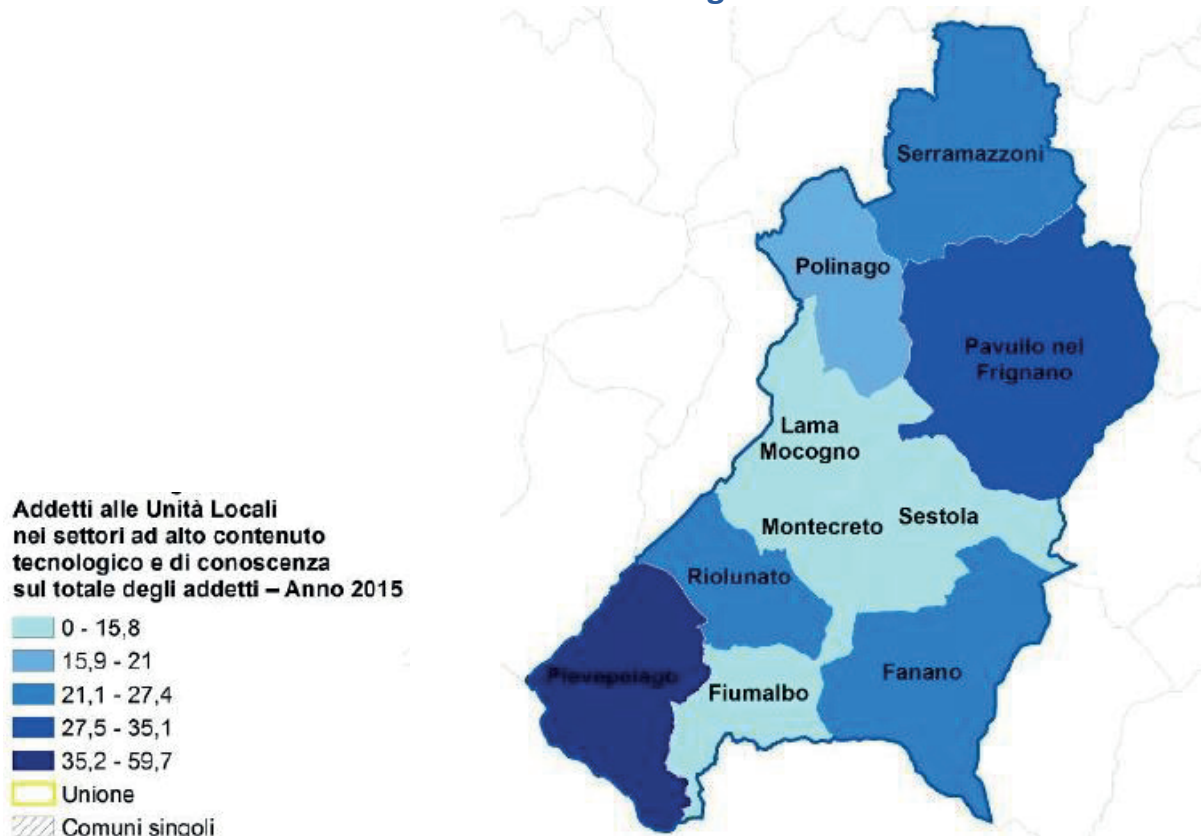 Serramazzoni
Polinago
Pavullo nel
Frignano
Lama
Mocogno
Montecreto
Sestola
Riolunato
Pievepelago
Fiumalbo
Fanano
Addetti alle Unità Locali
nei settori ad alto contenuto
tecnologico e di conoscenza
sul totale degli addetti – Anno 2015
0 - 15,8
15,9 - 21
21,1 - 27,4
27,5 - 35,1
35,2 - 59,7
Unione
Comuni singoli